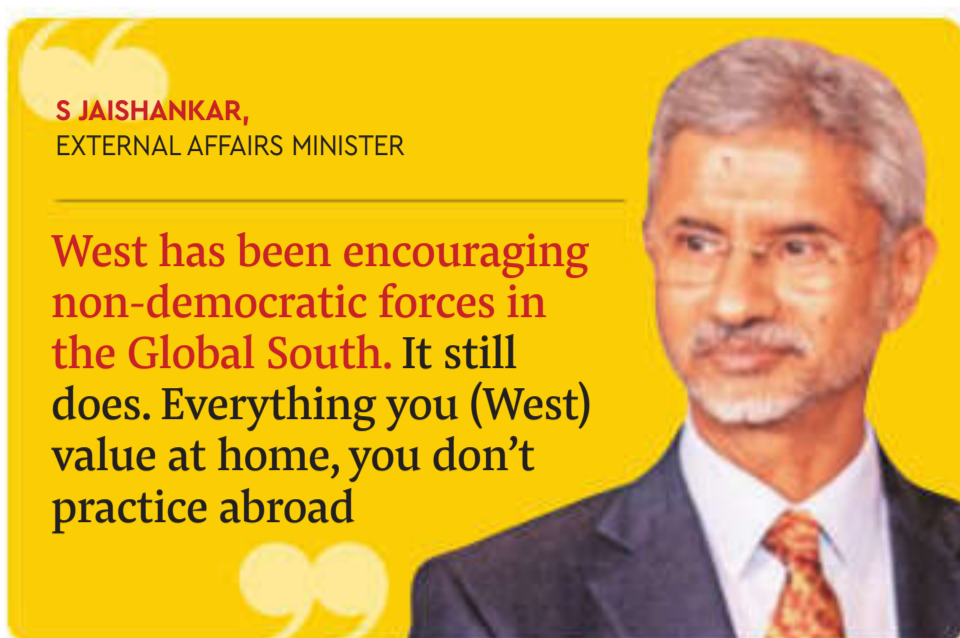 S JAISHANKAR,
EXTERNAL AFFAIRS MINISTER
West has been encouraging
non-democratic forces in
the Global South. It still
does. Everything you (West)
value at home, you don’t
practice abroad